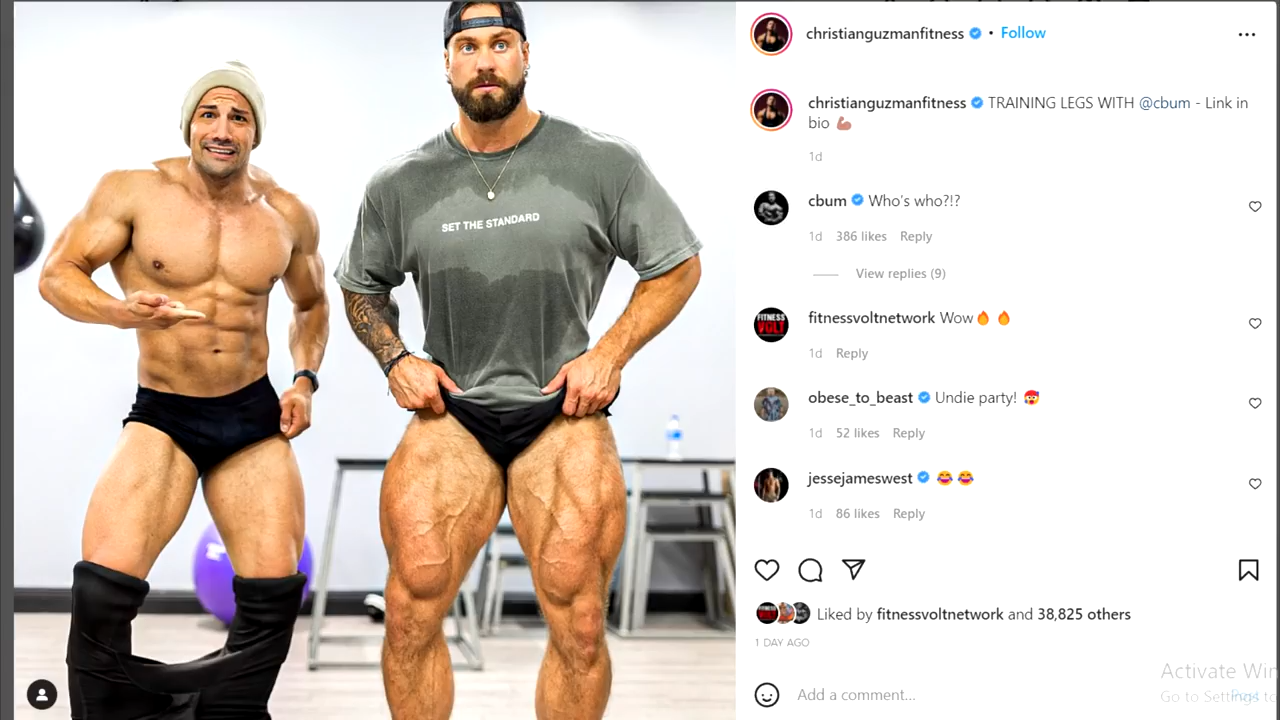 christianguzmanfitness • Follow
christianguzmanfitness TRAINING LEGS WITH @cbum - Link in
bio 💪🏽
1d
cbum Who's who?!?
1d 386 likes Reply
View replies (9)
fitnessvoltnetwork Wow🔥 🔥
1d Reply
obese_to_beast Undie party! 🥳
1d 52 likes Reply
jessejameswest 😂 😂
1d 86 likes Reply
Liked by fitnessvoltnetwork and 38,825 others
1 DAY AGO
Add a comment...
Post
Activate Win
Go to Settings to
SET THE STANDARD
FITNESS
VOLT